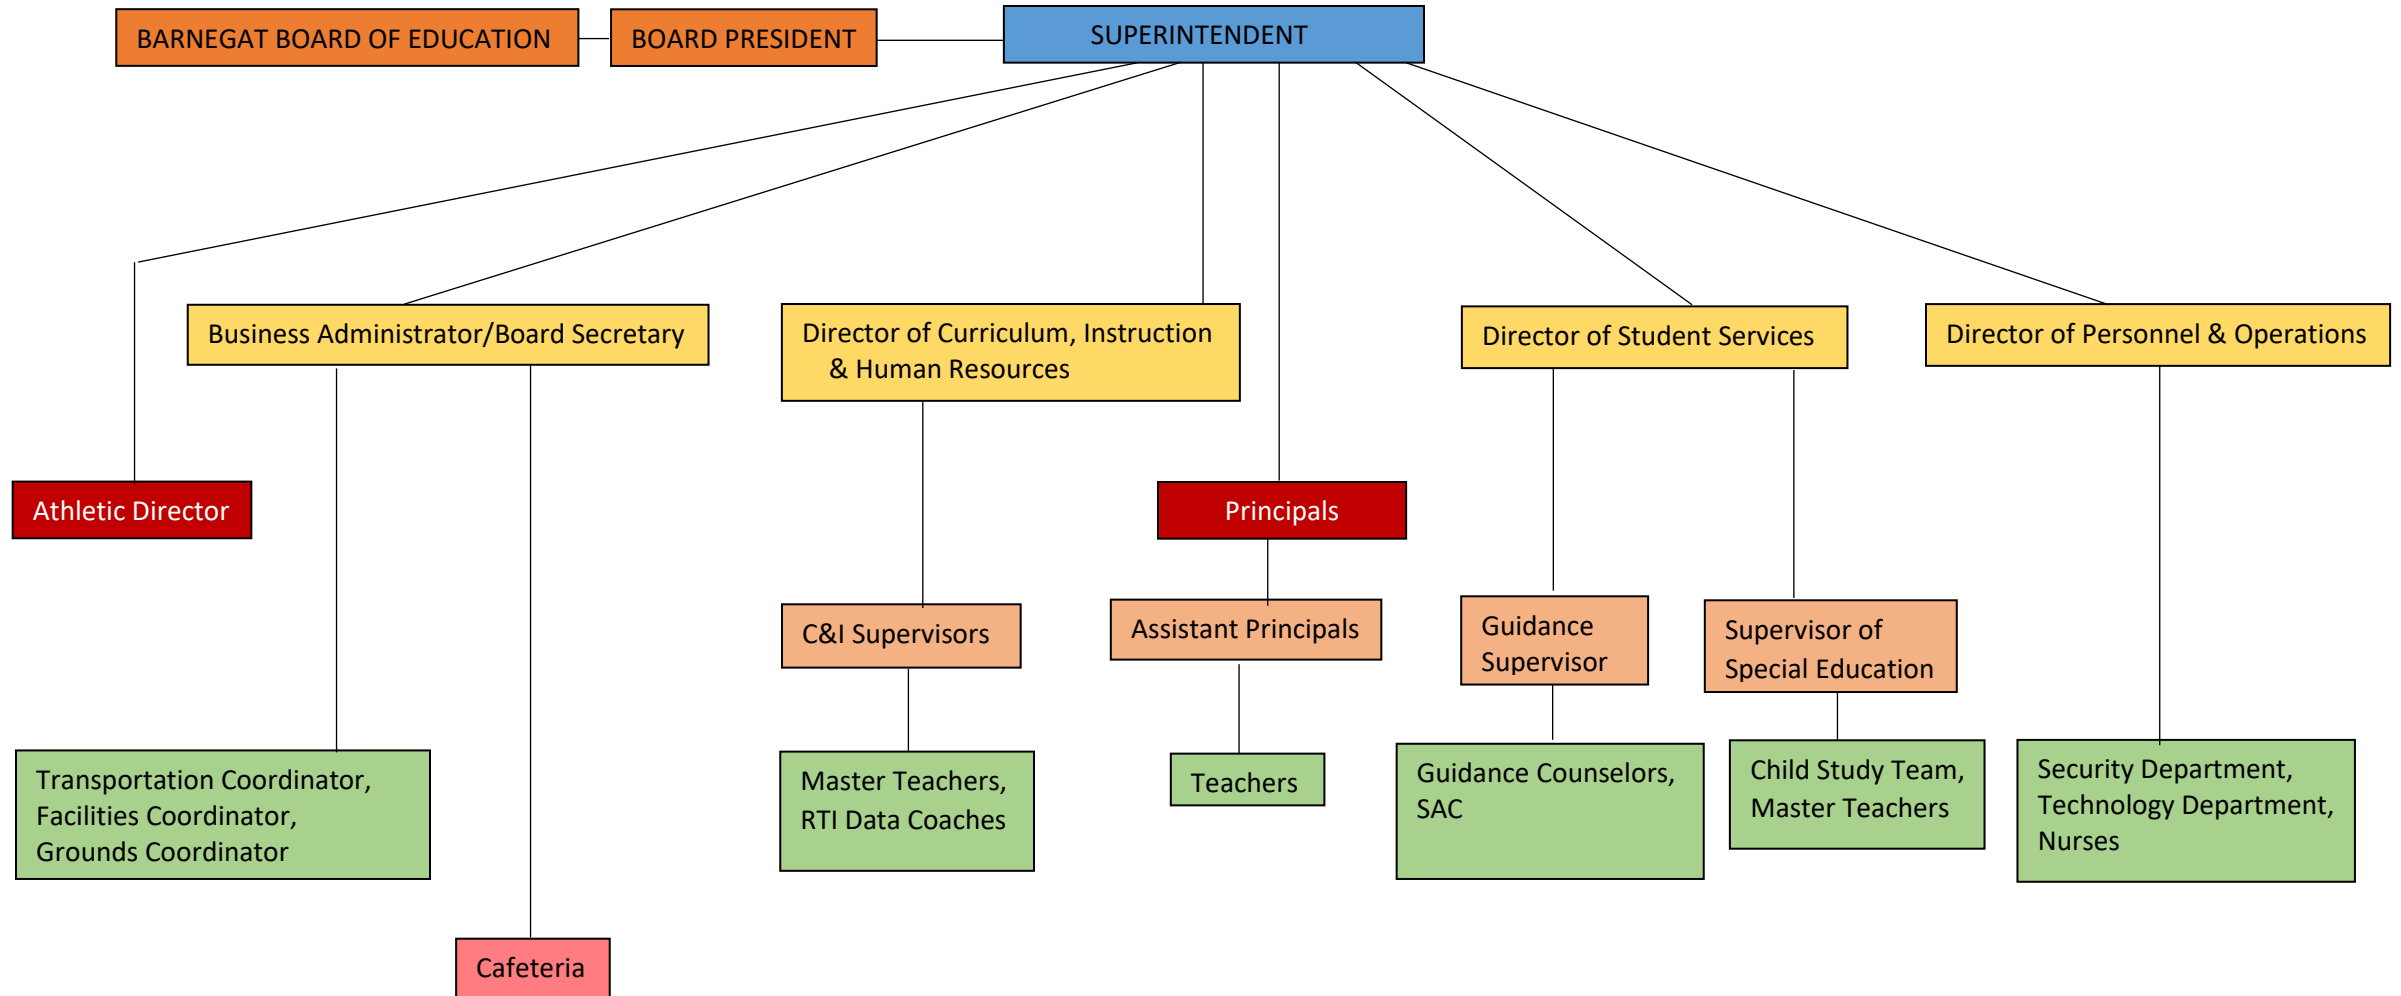 BARNEGAT BOARD OF EDUCATION
BOARD PRESIDENT
SUPERINTENDENT
Business Administrator/Board Secretary
Director of Curriculum, Instruction
& Human Resources
Director of Student Services
Director of Personnel & Operations
Athletic Director
Principals
C&I Supervisors
Assistant Principals
Guidance
Supervisor
Supervisor of
Special Education
Transportation Coordinator,
Facilities Coordinator,
Grounds Coordinator
Master Teachers,
RTI Data Coaches
Teachers
Guidance Counselors,
SAC
Child Study Team,
Master Teachers
Security Department,
Technology Department,
Nurses
Cafeteria